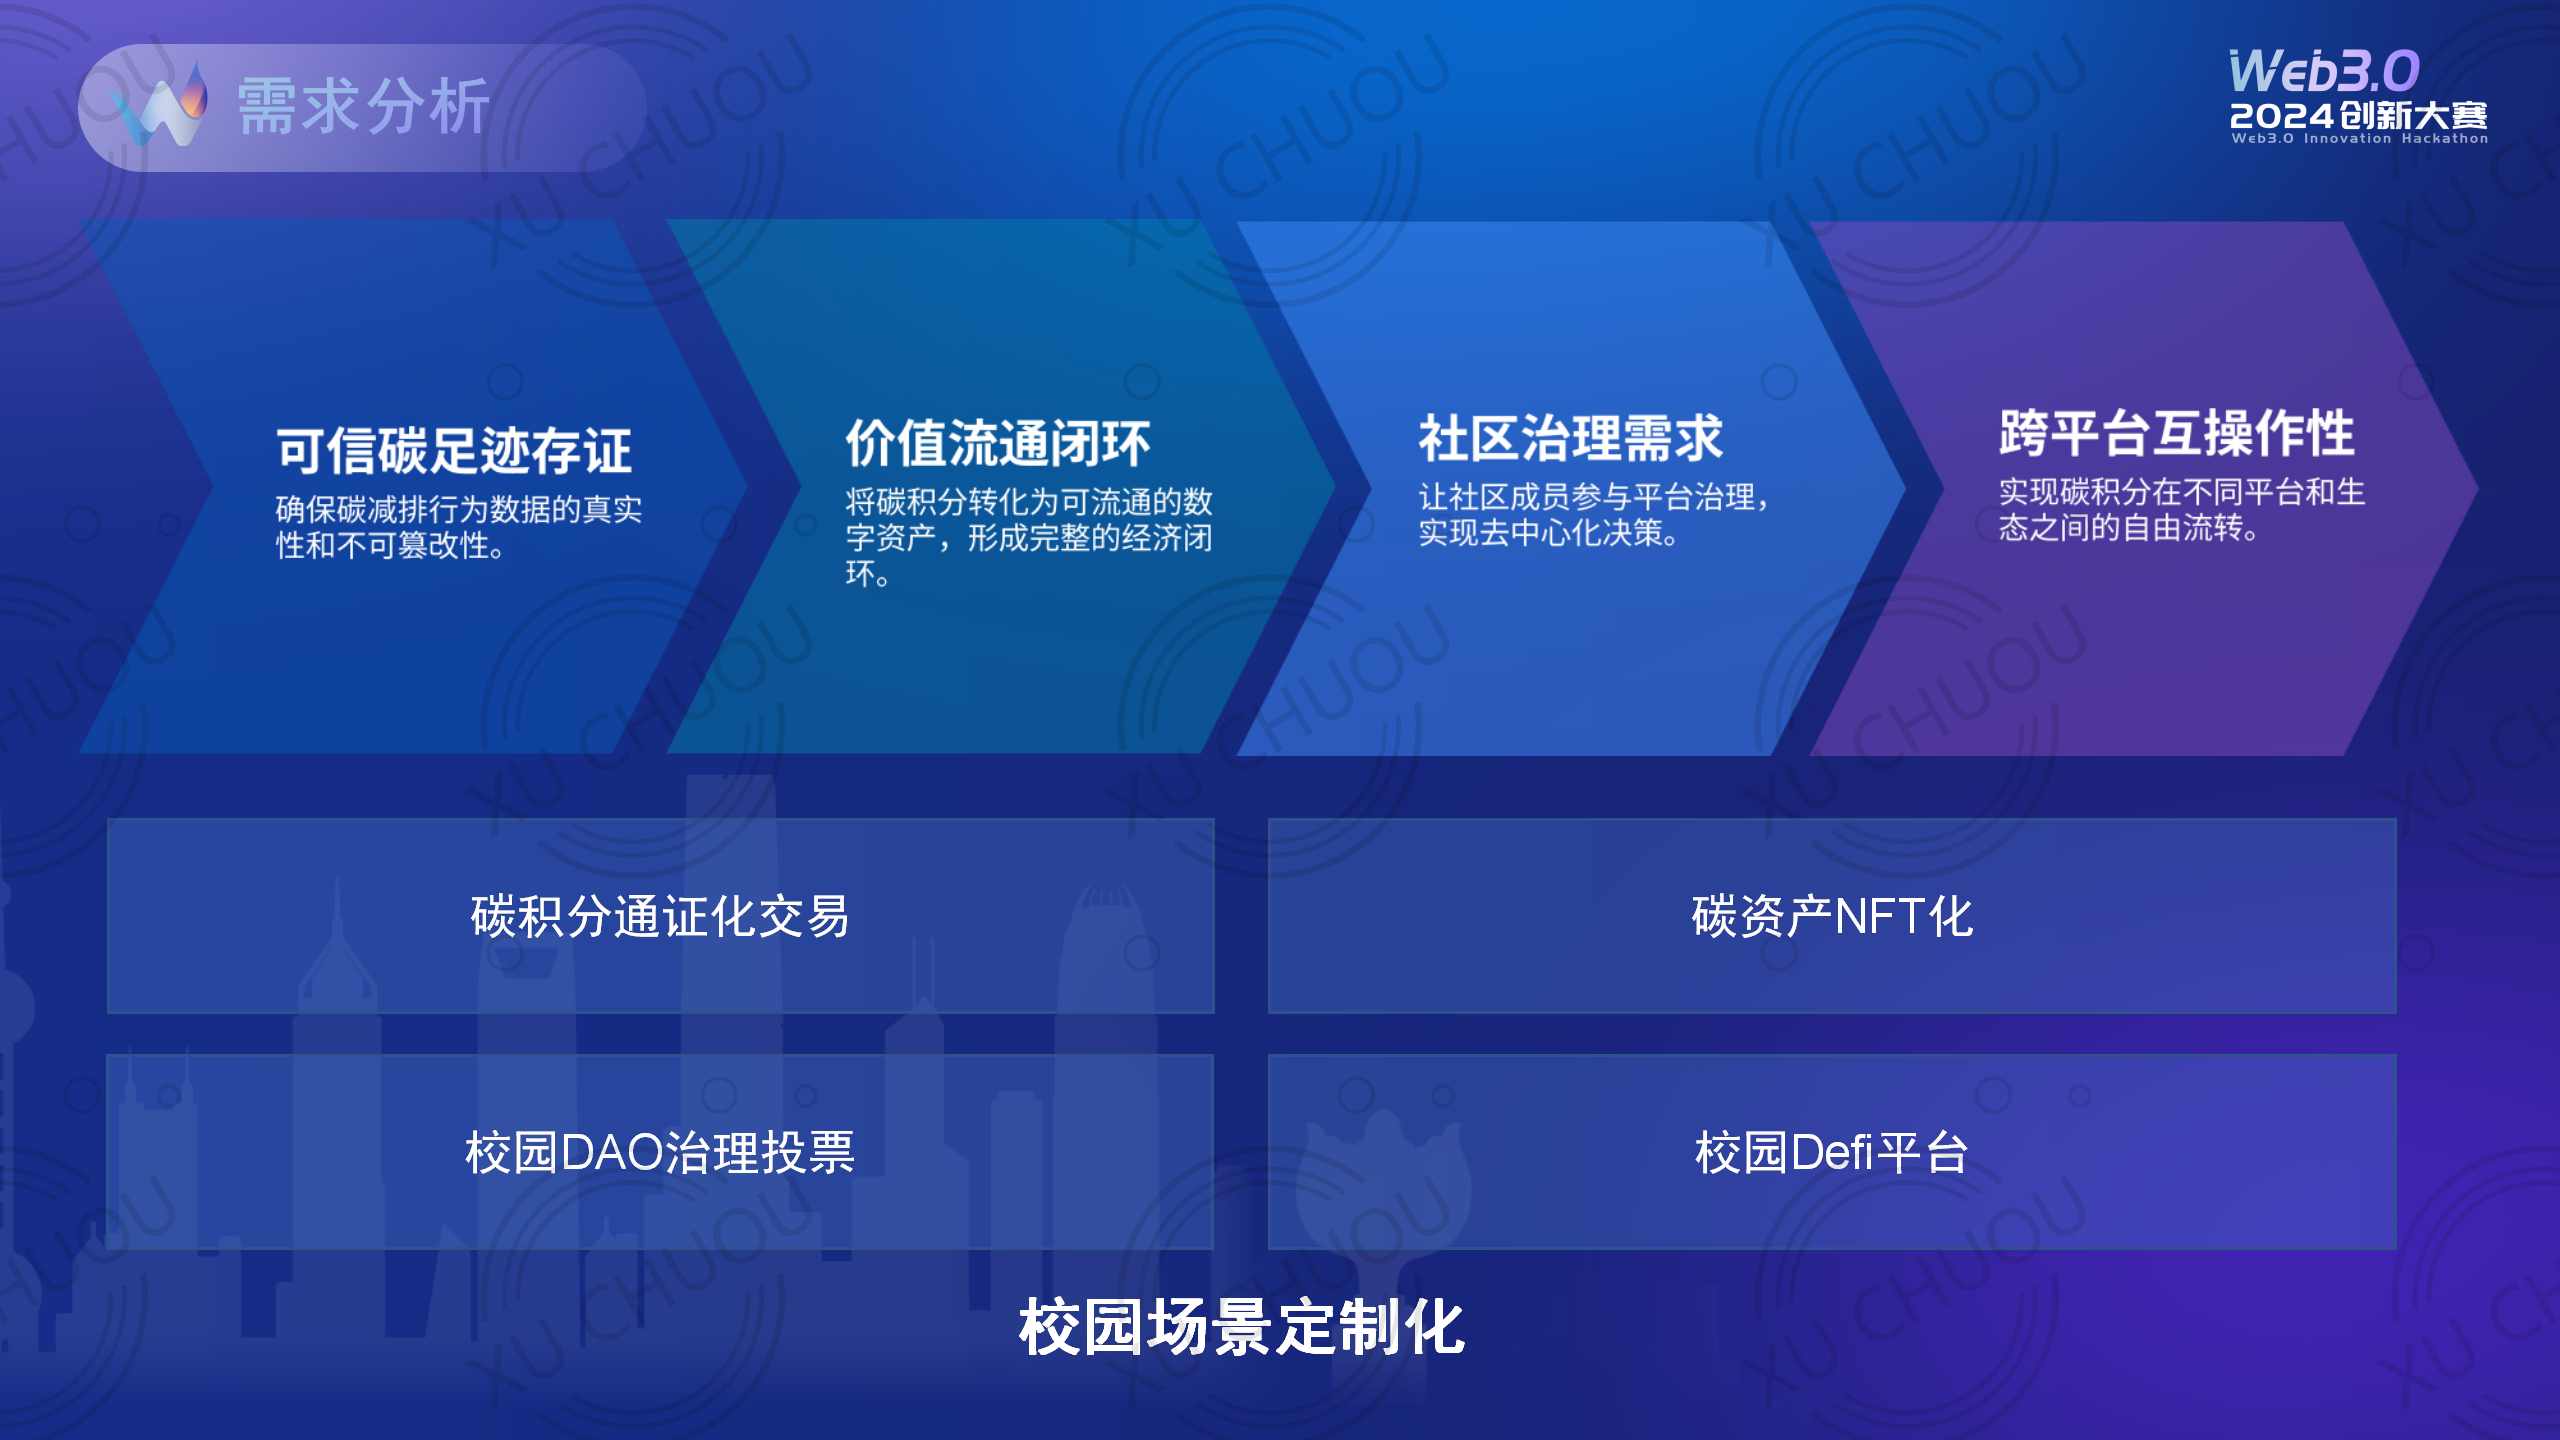 需求分析
Web3.0
2024创新大赛
Web3.0 Innovation Hackathon
可信碳足迹存证
确保碳减排行为数据的真实
性和不可篡改性。
价值流通闭环
将碳积分转化为可流通的数
字资产，形成完整的经济闭
环。
社区治理需求
让社区成员参与平台治理，
实现去中心化决策。
跨平台互操作性
实现碳积分在不同平台和生
态之间的自由流转。
碳积分通证化交易
碳资产NFT化
校园DAO治理投票
校园Defi平台
校园场景定制化
XU CHUOU